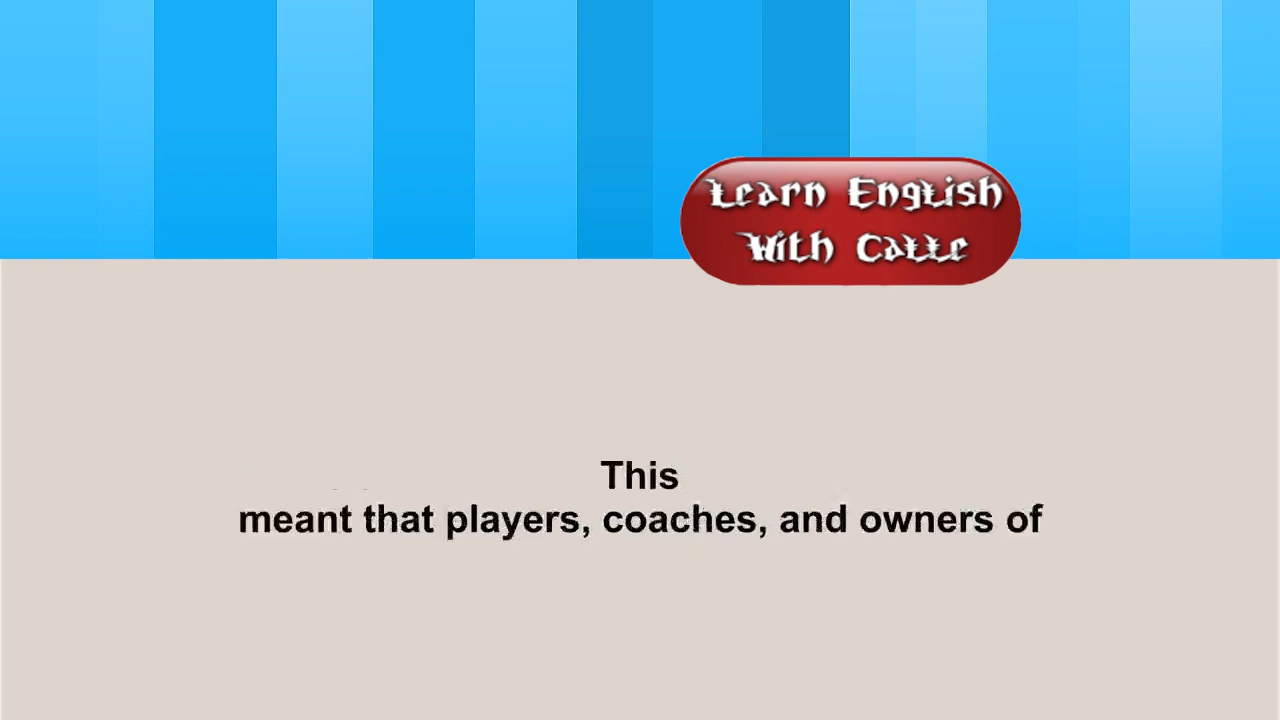 Learn English
With Calle
This
meant that players, coaches, and owners of